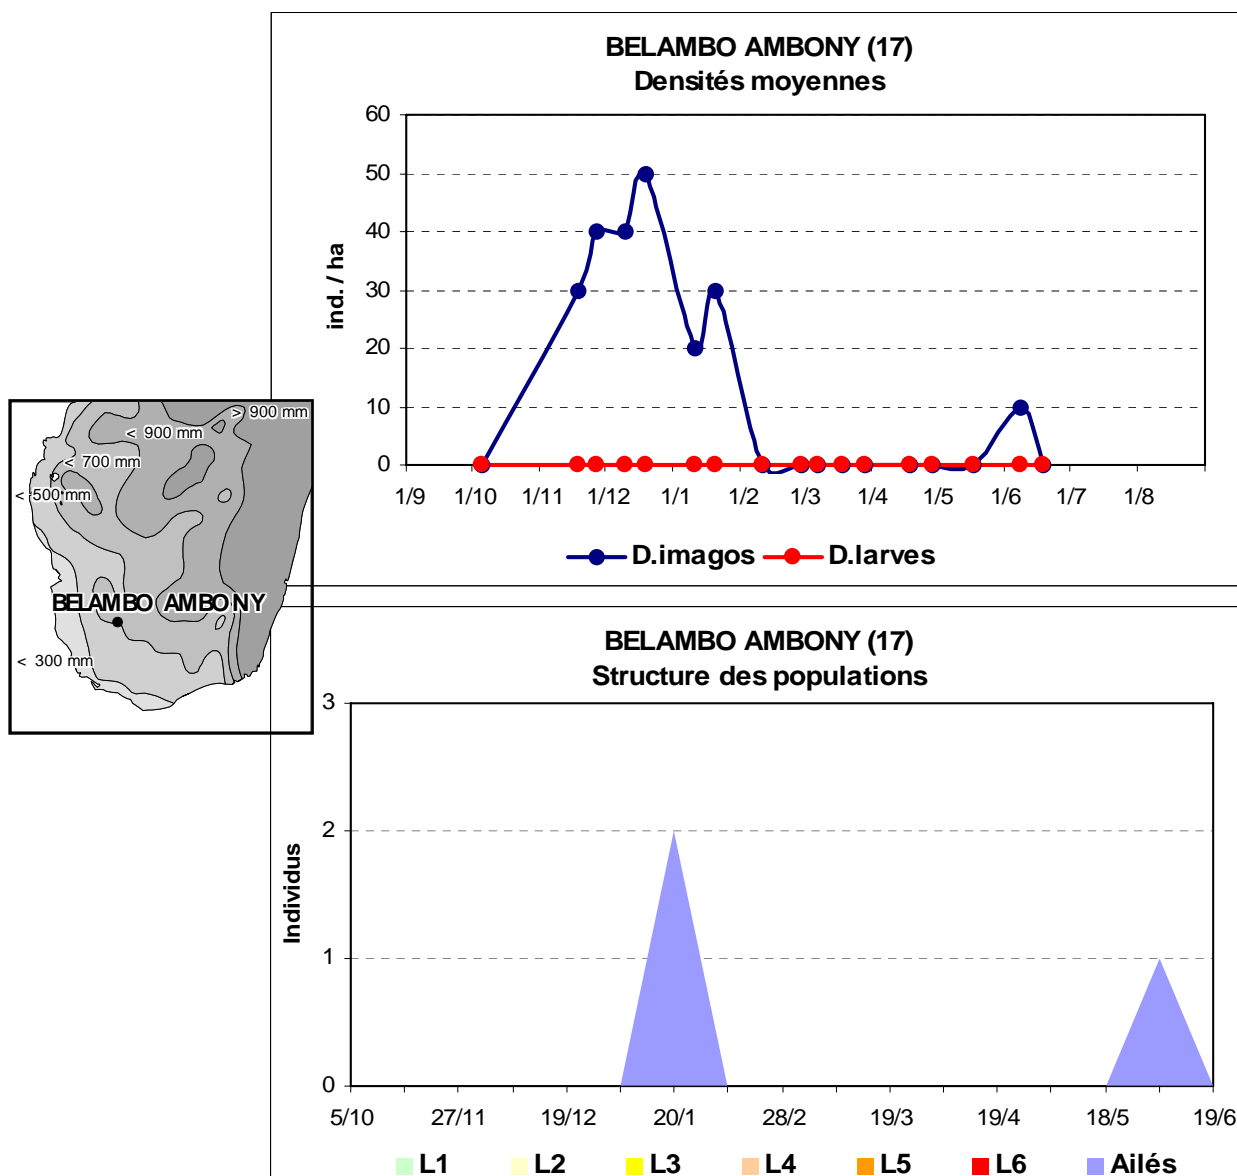 BELAMBO AMBONY (17)
Densités moyennes
60
50
40
30
20
10
0
ind. / ha
1/9 1/10 1/11 1/12 1/1 1/2 1/3 1/4 1/5 1/6 1/7 1/8
D.imagos D.larves
> 900 mm
< 900 mm
< 700 mm
< 500 mm
BELAMBO AMBONY
< 300 mm
BELAMBO AMBONY (17)
Structure des populations
3
2
1
0
Individus
5/10 27/11 19/12 20/1 28/2 19/3 19/4 18/5 19/6
L1 L2 L3 L4 L5 L6 Ailés